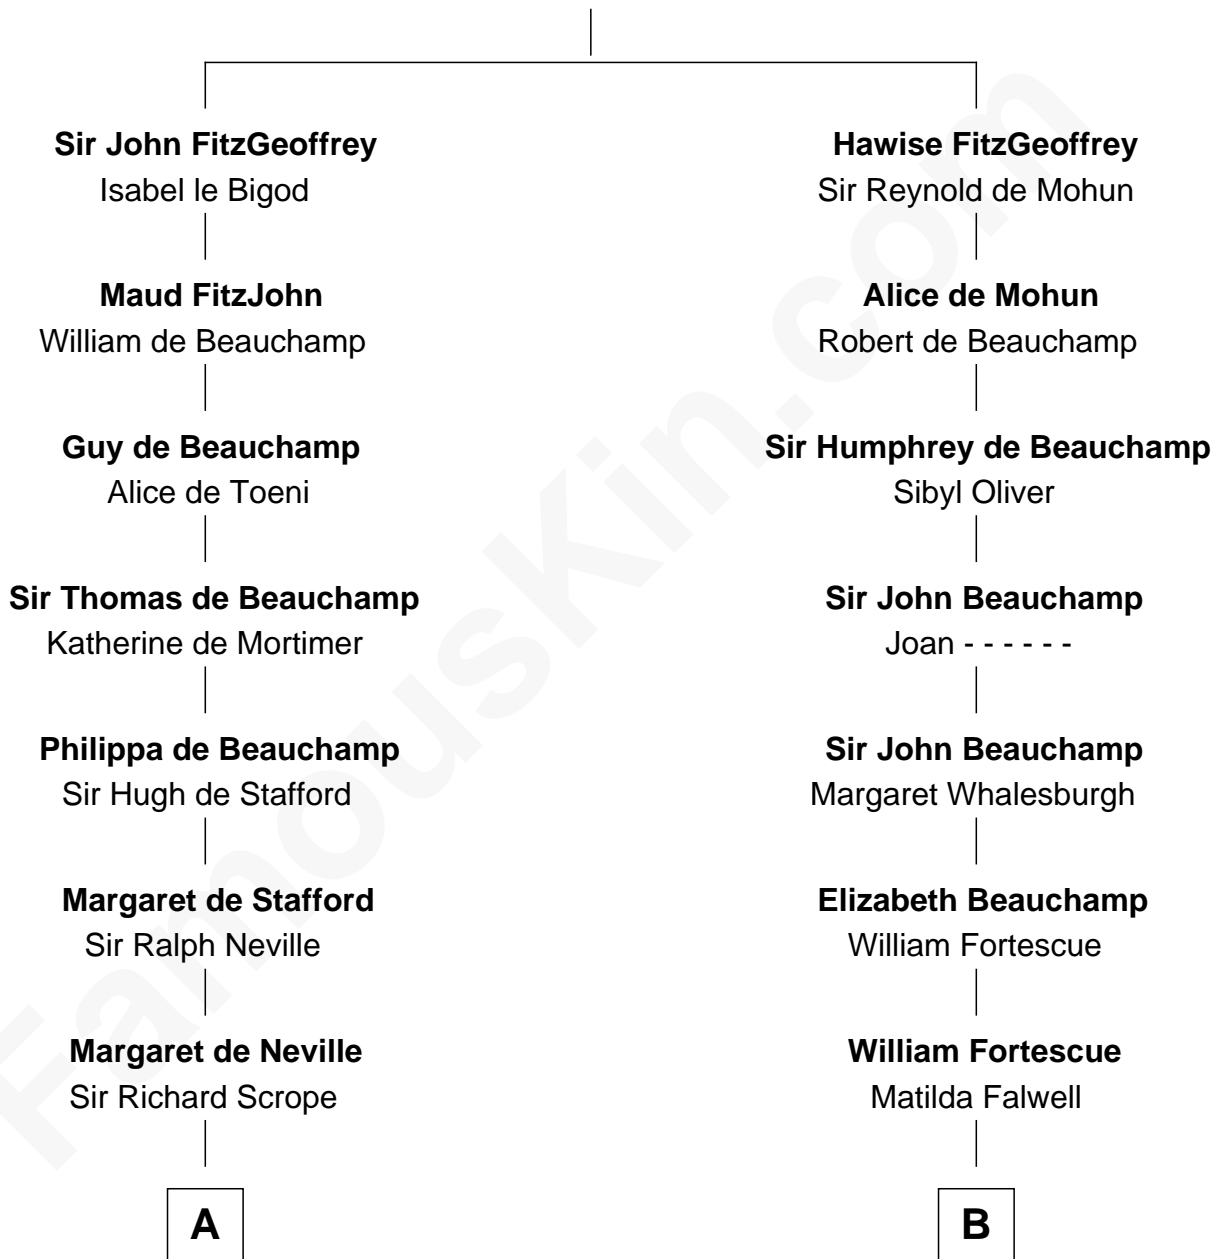 Sir John FitzGeoffrey
Isabel le Bigod
Maud FitzJohn
William de Beauchamp
Guy de Beauchamp
Alice de Toeni
Sir Thomas de Beauchamp
Katherine de Mortimer
Philippa de Beauchamp
Sir Hugh de Stafford
Margaret de Stafford
Sir Ralph Neville
Margaret de Neville
Sir Richard Scrope
A
Hawise FitzGeoffrey
Sir Reynold de Mohun
Alice de Mohun
Robert de Beauchamp
Sir Humphrey de Beauchamp
Sibyl Oliver
Sir John Beauchamp
Joan - - - - - -
Sir John Beauchamp
Margaret Whalesburgh
Elizabeth Beauchamp
William Fortescue
William Fortescue
Matilda Falwell
B
FamousKin.com